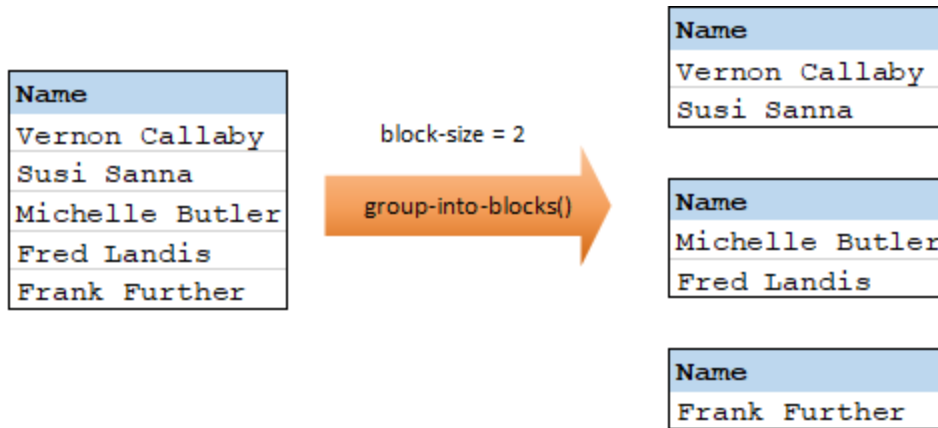 Name
Vernon Callaby
Susi Sanna
Michelle Butler
Fred Landis
Frank Further
block-size = 2
group-into-blocks()
Name
Vernon Callaby
Susi Sanna
Name
Michelle Butler
Fred Landis
Name
Frank Further